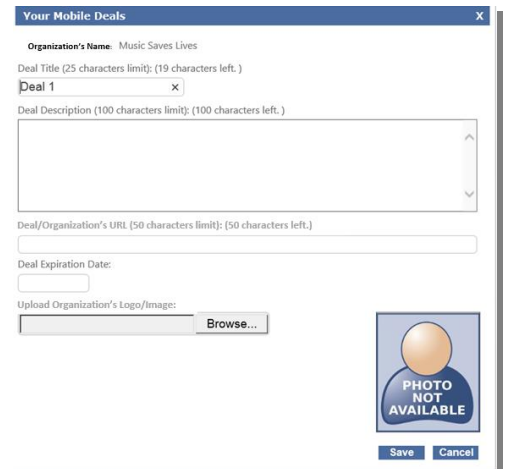 Your Mobile Deals X
Organization's Name: Music Saves Lives
Deal Title (25 characters limit): (19 characters left. )
Deal 1 ×
Deal Description (100 characters limit): (100 characters left. )
Deal/Organization's URL (50 characters limit): (50 characters left.)
Deal Expiration Date:
Upload Organization's Logo/Image:
Browse...
PHOTO
NOT
AVAILABLE
Save Cancel